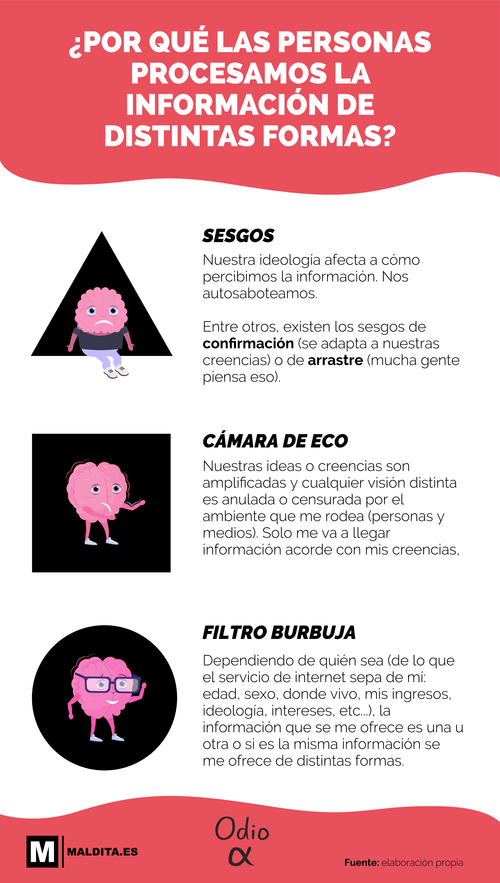 ¿POR QUÉ LAS PERSONAS
PROCESAMOS LA
INFORMACIÓN DE
DISTINTAS FORMAS?
SESGOS
Nuestra ideología afecta a cómo
percibimos la información. Nos
autosaboteamos.
Entre otros, existen los sesgos de
confirmación (se adapta a nuestras
creencias) o de arrastre (mucha gente
piensa eso).
CÁMARA DE ECO
Nuestras ideas o creencias son
amplificadas y cualquier visión distinta
es anulada o censurada por el
ambiente que me rodea (personas y
medios). Solo me va a llegar
información acorde con mis creencias,
FILTRO BURBUJA
Dependiendo de quién sea (de lo que
el servicio de internet sepa de mí:
edad, sexo, donde vivo, mis ingresos,
ideología, intereses, etc...), la
información que se me ofrece es una u
otra o si es la misma información se
me ofrece de distintas formas.
M MALDITA.ES
Odio
α
Fuente: elaboración propia